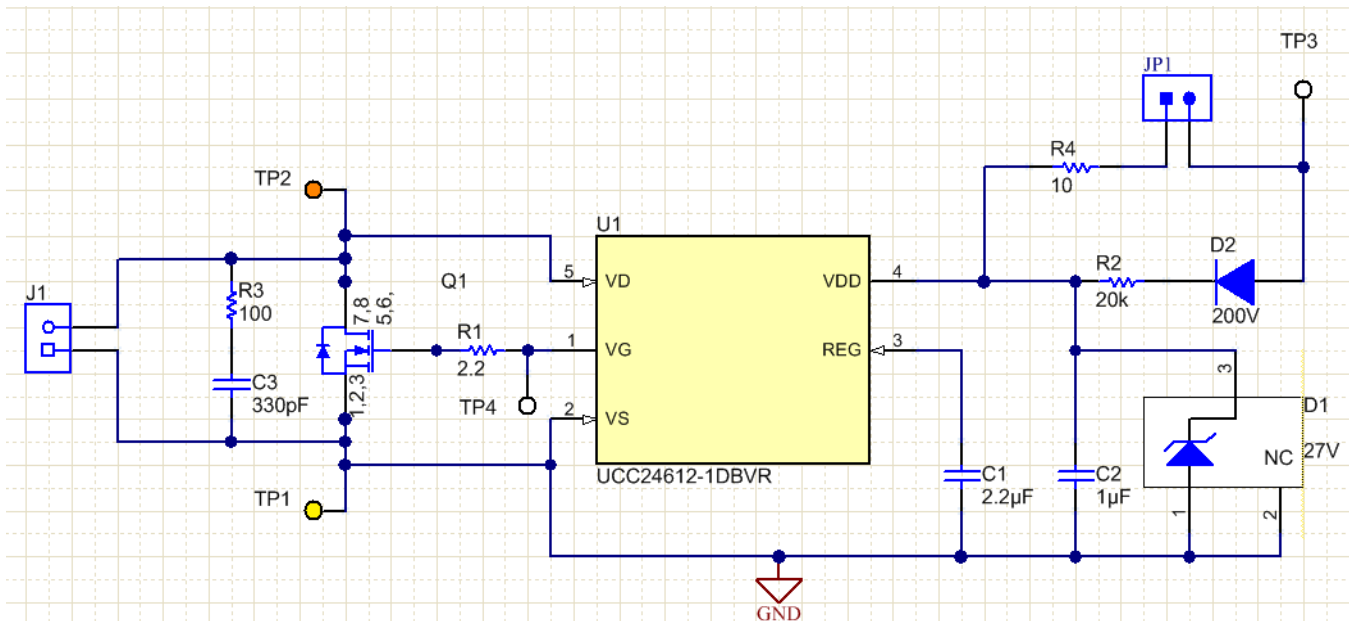 TP3
JP1
R4
10
TP2
U1
D2
5
VD
VDD
4
R2
20k
200V
Q1
J1
R3
100
7,8
5,6,
R1
2.2
1
VG
REG
3
3
C3
330pF
1,2,3
TP4
2
VS
D1
27V
NC
UCC24612-1DBVR
C1
2.2µF
C2
1µF
TP1
1
2
GND